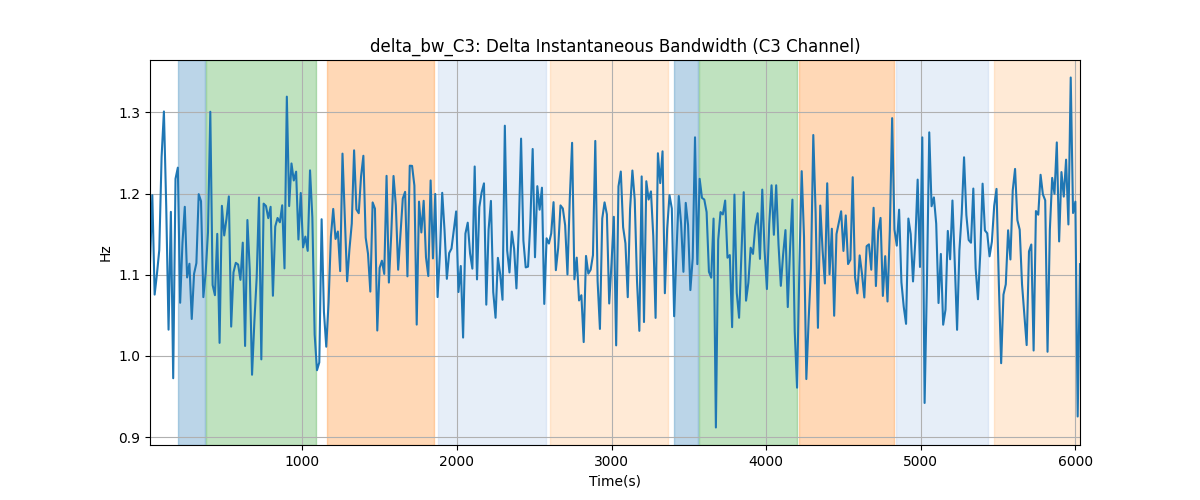 delta_bw_C3: Delta Instantaneous Bandwidth (C3 Channel)
Hz
1.3
1.2
1.1
1.0
0.9
1000 2000 3000 4000 5000 6000
Time(s)